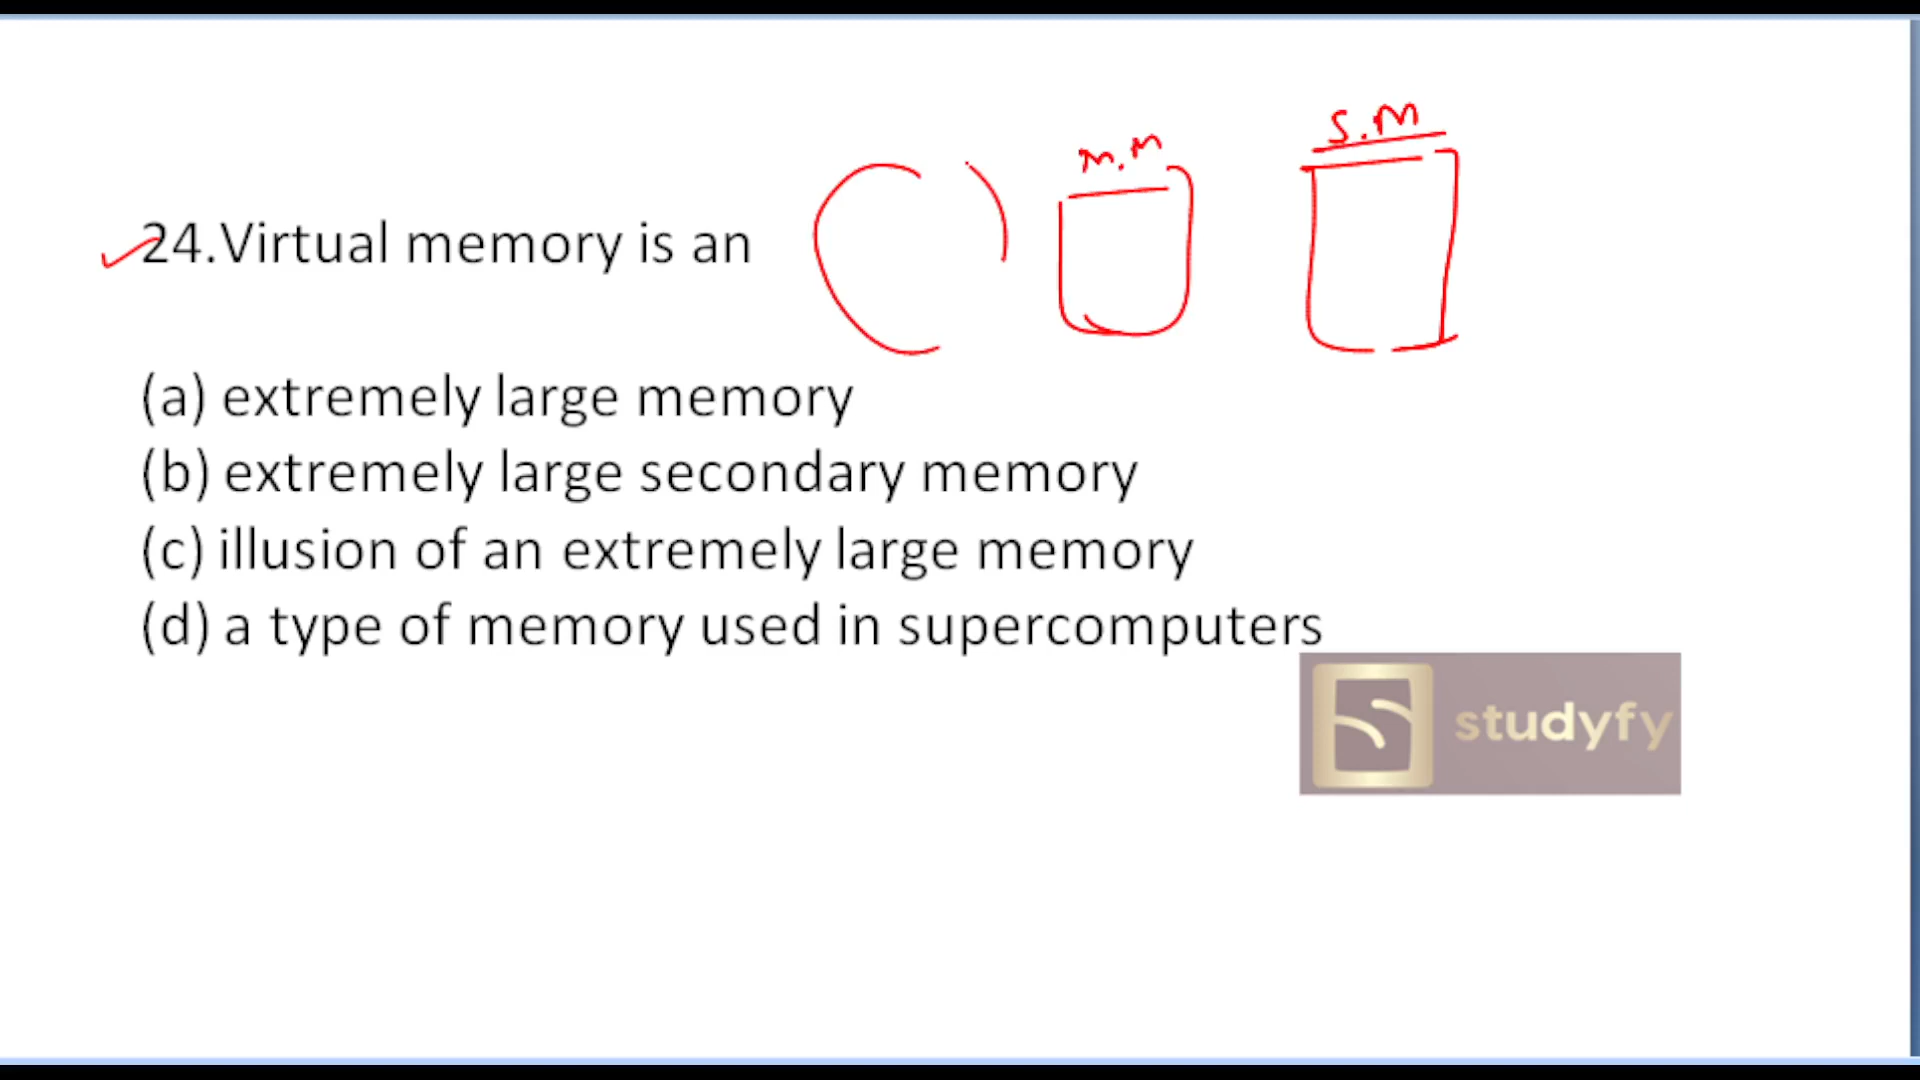 S.M
M.M
24.Virtual memory is an
(a) extremely large memory
(b) extremely large secondary memory
(c) illusion of an extremely large memory
(d) a type of memory used in supercomputers
studyfy